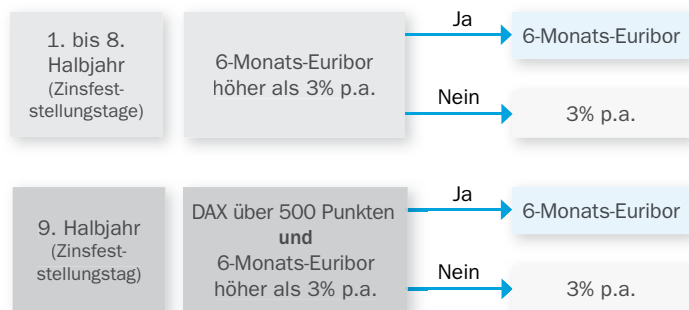 1. bis 8.
Halbjahr
(Zinsfest-
stellungstage)
6-Monats-Euribor
höher als 3% p.a.
Ja
6-Monats-Euribor
Nein
3% p.a.
9. Halbjahr
(Zinsfest-
stellungstag)
DAX über 500 Punkten
und
6-Monats-Euribor
höher als 3% p.a.
Ja
6-Monats-Euribor
Nein
3% p.a.